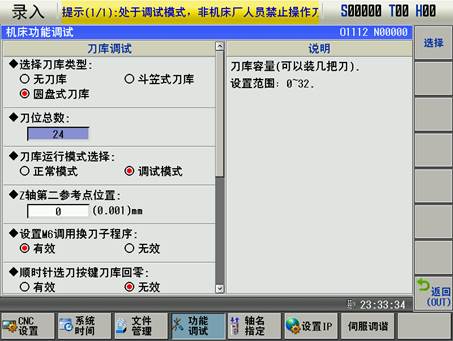 录入
提示(1/1):处于调试模式，非机床厂人员禁止操作刀
S00000 T00 H00
机床功能调试
O1112 N00000
选择
刀库调试
说明
◆选择刀库类型:
无刀库
斗笠式刀库
圆盘式刀库
◆刀位总数:
24
◆刀库运行模式选择:
正常模式
调试模式
◆Z轴第二参考点位置:
0 (0.001)mm
◆设置M6调用换刀子程序:
有效
无效
◆顺时针选刀按键刀库回零:
有效
无效
刀库容量(可以装几把刀).
设置范围: 0~32.
返回
(OUT)
23:33:34
CNC
设置
系统
时间
文件
管理
功能
调试
轴名
指定
设置IP
伺服调谐